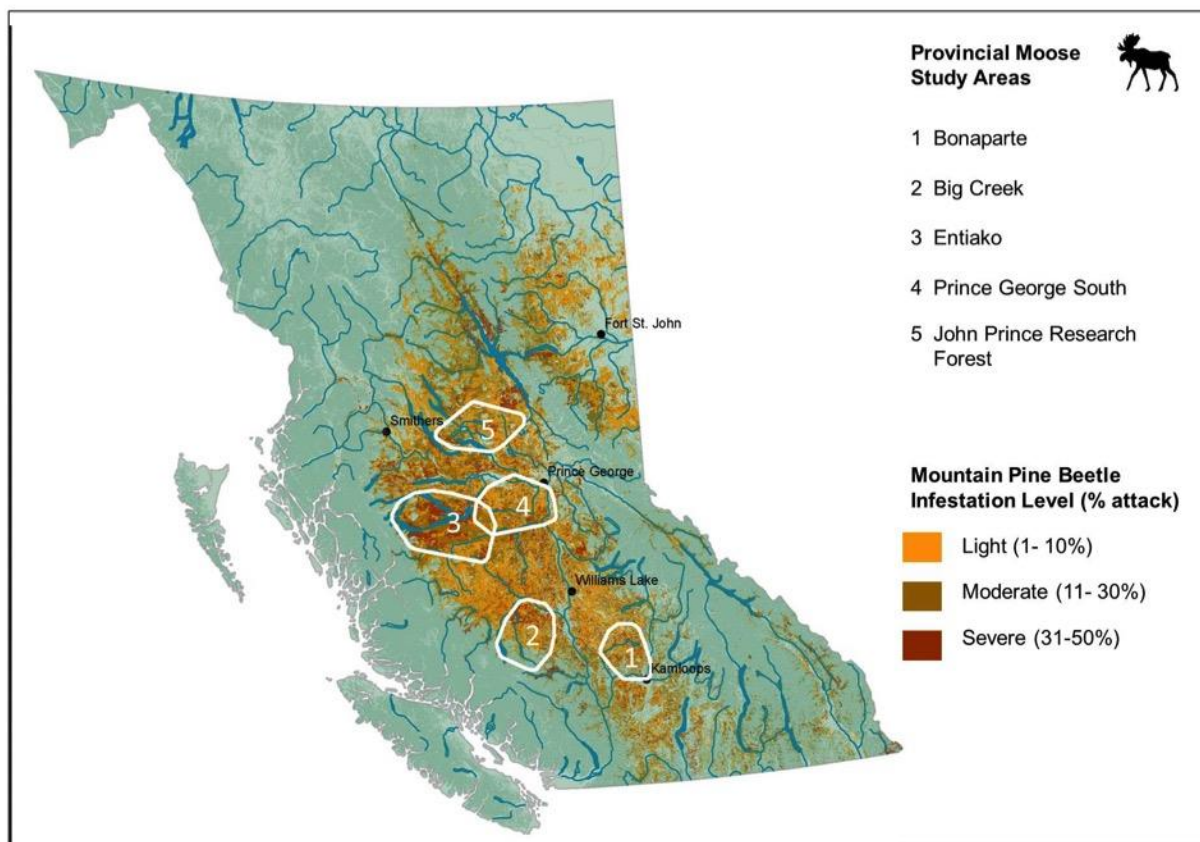 Provincial Moose
Study Areas
1 Bonaparte
2 Big Creek
3 Entiako
4 Prince George South
5 John Prince Research
Forest
Fort St. John
Smithers
5
Prince George
4
3
Williams Lake
2
1
Kamloops
Mountain Pine Beetle
Infestation Level (% attack)
Light (1- 10%)
Moderate (11- 30%)
Severe (31-50%)